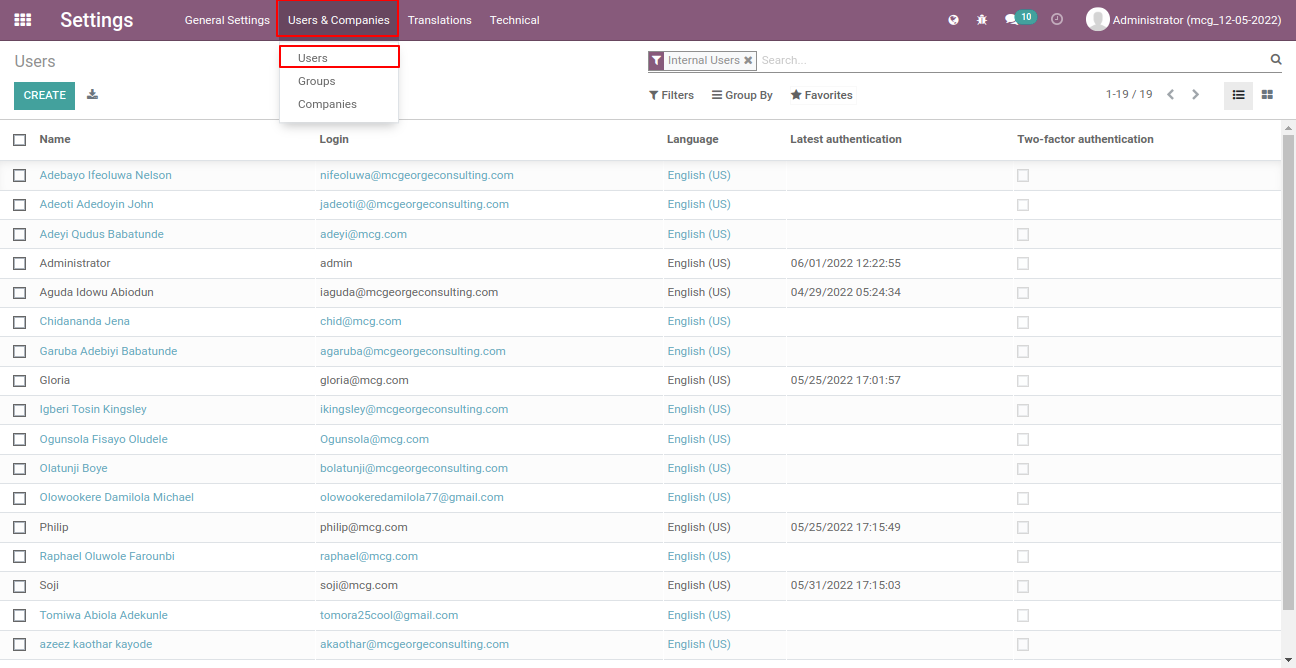 Settings General Settings Users & Companies Translations Technical 10 Administrator (mcg_12-05-2022)
Users Users Internal Users Search...
Groups
CREATE Companies Filters Group By Favorites 1-19 / 19
Name Login Language Latest authentication Two-factor authentication
Adebayo Ifeoluwa Nelson nifeoluwa@mcgeorgeconsulting.com English (US)
Adeoti Adedoyin John jadeoti@@mcgeorgeconsulting.com English (US)
Adeyi Qudus Babatunde adeyi@mcg.com English (US)
Administrator admin English (US) 06/01/2022 12:22:55
Aguda Idowu Abiodun iaguda@mcgeorgeconsulting.com English (US) 04/29/2022 05:24:34
Chidananda Jena chid@mcg.com English (US)
Garuba Adebiyi Babatunde agaruba@mcgeorgeconsulting.com English (US)
Gloria gloria@mcg.com English (US) 05/25/2022 17:01:57
Igberi Tosin Kingsley ikingsley@mcgeorgeconsulting.com English (US)
Ogunsola Fisayo Oludele Ogunsola@mcg.com English (US)
Olatunji Boye bolatunji@mcgeorgeconsulting.com English (US)
Olowookere Damilola Michael olowookeredamilola77@gmail.com English (US)
Philip philip@mcg.com English (US) 05/25/2022 17:15:49
Raphael Oluwole Farounbi raphael@mcg.com English (US)
Soji soji@mcg.com English (US) 05/31/2022 17:15:03
Tomiwa Abiola Adekunle tomora25cool@gmail.com English (US)
azeez kaothar kayode akaothar@mcgeorgeconsulting.com English (US)